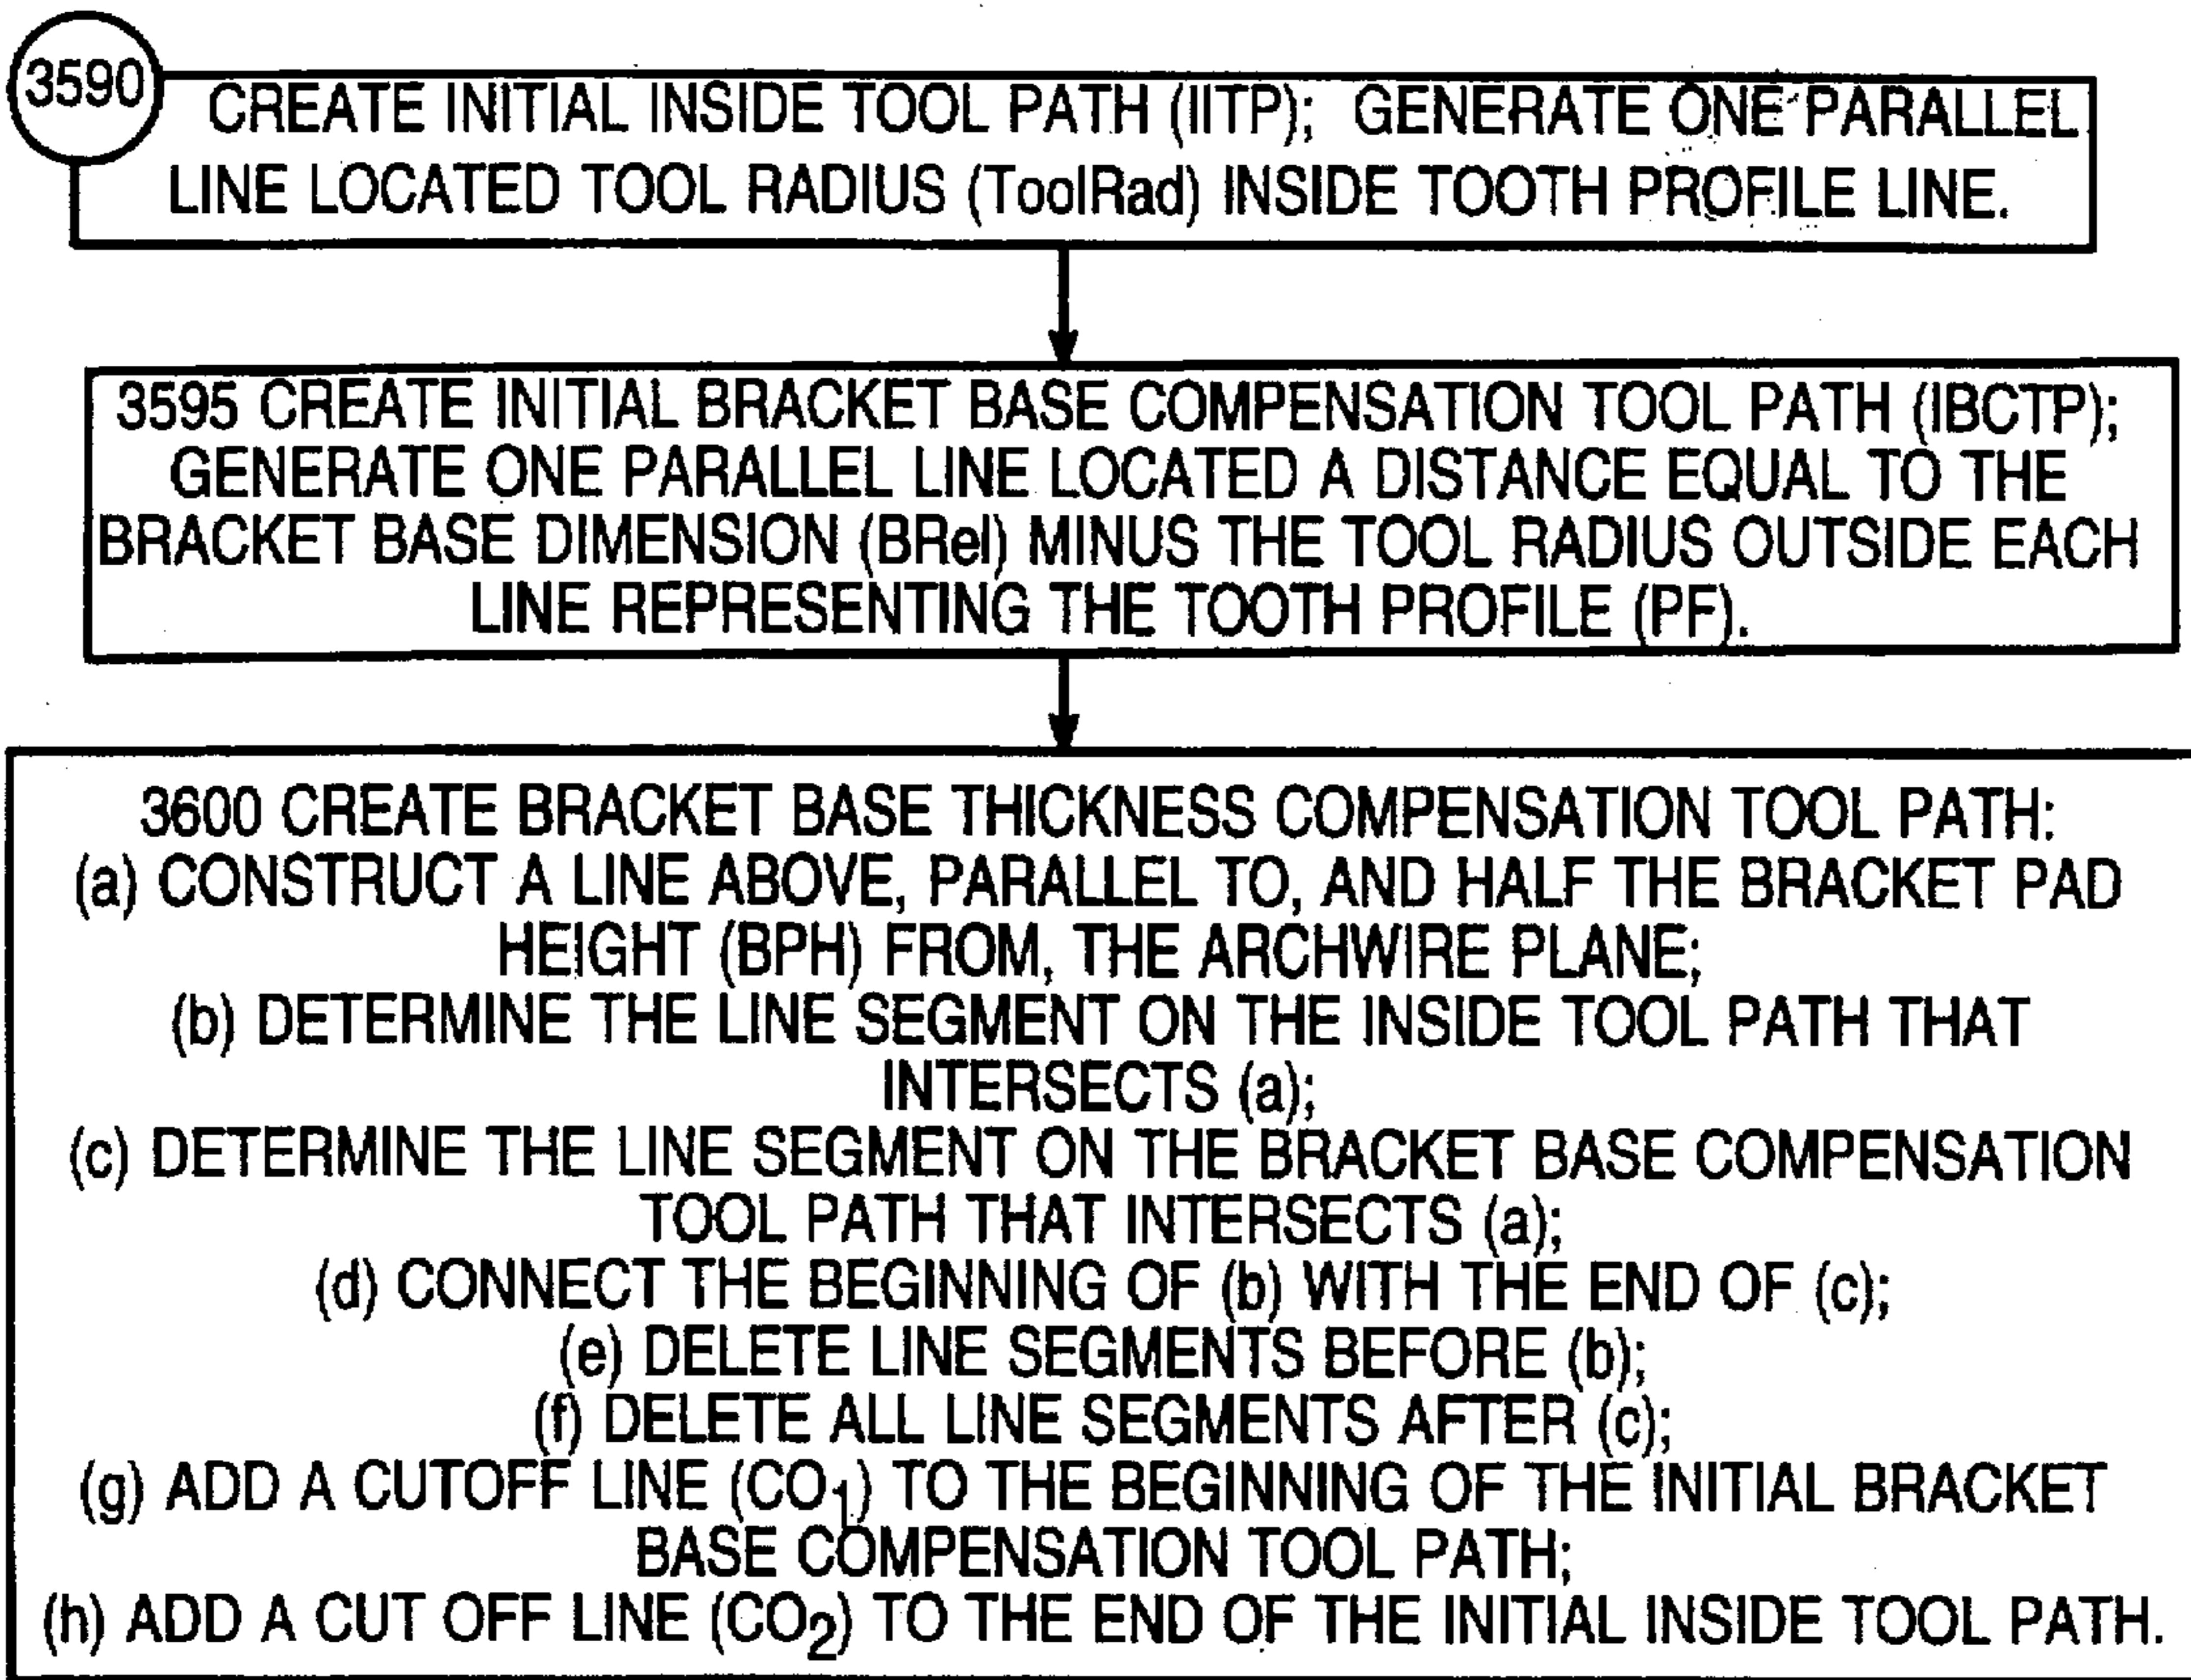 3590
CREATE INITIAL INSIDE TOOL PATH (IITP); GENERATE ONE PARALLEL
LINE LOCATED TOOL RADIUS (ToolRad) INSIDE TOOTH PROFILE LINE.
3595 CREATE INITIAL BRACKET BASE COMPENSATION TOOL PATH (IBCTP);
GENERATE ONE PARALLEL LINE LOCATED A DISTANCE EQUAL TO THE
BRACKET BASE DIMENSION (BRel) MINUS THE TOOL RADIUS OUTSIDE EACH
LINE REPRESENTING THE TOOTH PROFILE (PF).
3600 CREATE BRACKET BASE THICKNESS COMPENSATION TOOL PATH:
(a) CONSTRUCT A LINE ABOVE, PARALLEL TO, AND HALF THE BRACKET PAD
HEIGHT (BPH) FROM, THE ARCHWIRE PLANE;
(b) DETERMINE THE LINE SEGMENT ON THE INSIDE TOOL PATH THAT
INTERSECTS (a);
(c) DETERMINE THE LINE SEGMENT ON THE BRACKET BASE COMPENSATION
TOOL PATH THAT INTERSECTS (a);
(d) CONNECT THE BEGINNING OF (b) WITH THE END OF (c);
(e) DELETE LINE SEGMENTS BEFORE (b);
(f) DELETE ALL LINE SEGMENTS AFTER (c);
(g) ADD A CUTOFF LINE (CO1) TO THE BEGINNING OF THE INITIAL BRACKET
BASE COMPENSATION TOOL PATH;
(h) ADD A CUT OFF LINE (CO2) TO THE END OF THE INITIAL INSIDE TOOL PATH.